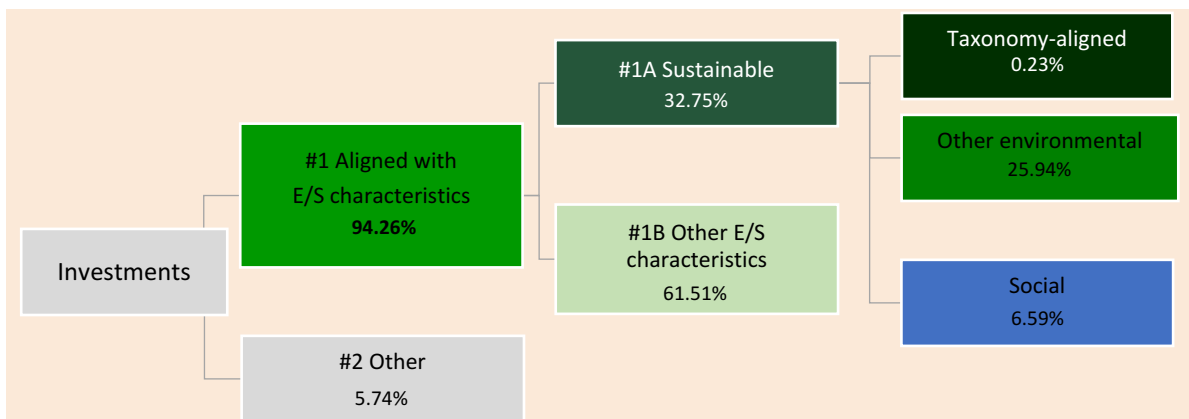 Investments
#1 Aligned with
E/S characteristics
94.26%
#2 Other
5.74%
#1A Sustainable
32.75%
#1B Other E/S
characteristics
61.51%
Taxonomy-aligned
0.23%
Other environmental
25.94%
Social
6.59%